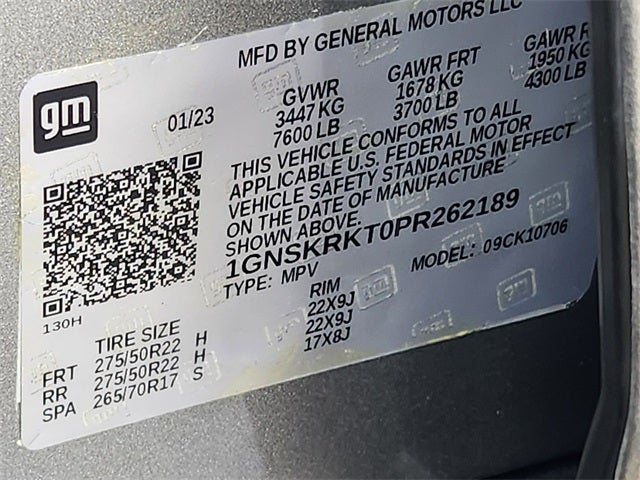 MFD BY GENERAL MOTORS LLC
gm
01/23
GVWR GAWR FRT GAWR
3447 KG 1678 KG 1950 KG
7600 LB 3700 LB 4300 LB
THIS VEHICLE CONFORMS TO ALL
APPLICABLE U.S. FEDERAL MOTOR
VEHICLE SAFETY STANDARDS IN EFFECT
ON THE DATE OF MANUFACTURE
SHOWN ABOVE.
1GNSKRKT0PR262189
TYPE: MPV MODEL: 09CK10706
130H
TIRE SIZE RIM
FRT 275/50R22 H 22X9J
RR 275/50R22 H 22X9J
SPA 265/70R17 S 17X8J